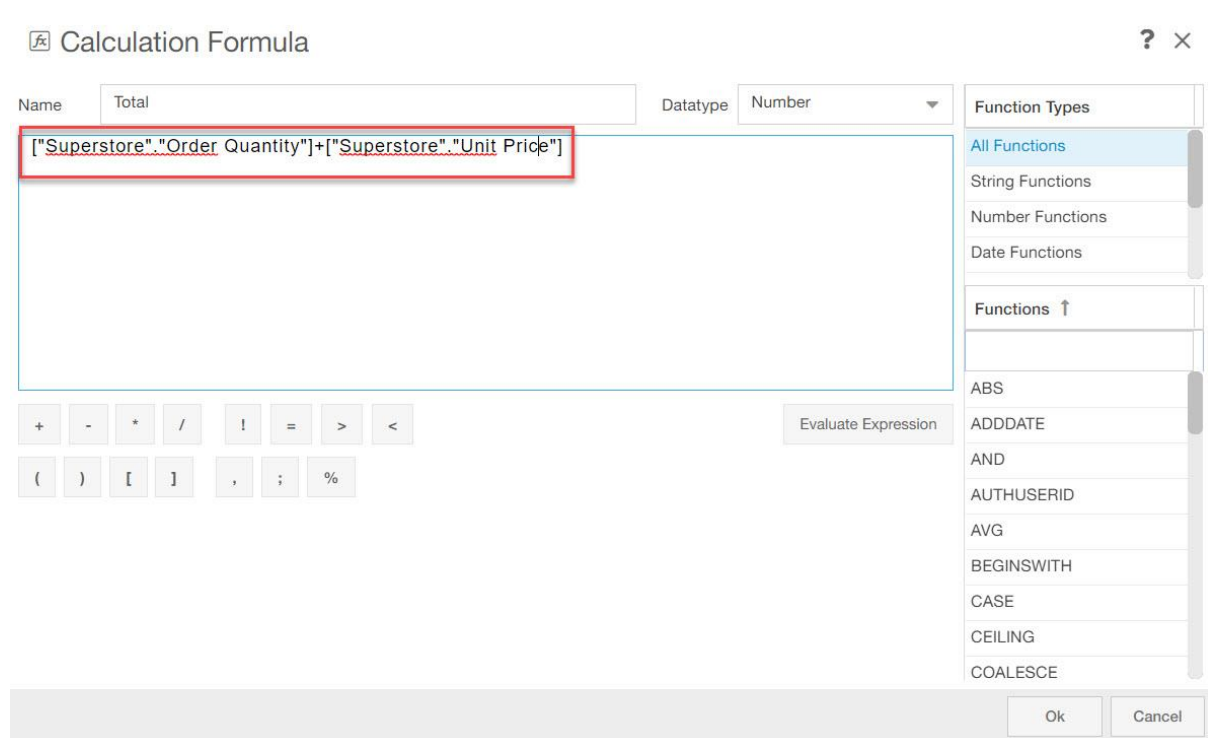 fx Calculation Formula ? ×
Name Total Datatype Number
["Superstore"."Order Quantity"]+["Superstore"."Unit Price"]
+ - * / ! = > < Evaluate Expression
( ) [ ] , ; %
Function Types
All Functions
String Functions
Number Functions
Date Functions
Functions ↑
ABS
ADDDATE
AND
AUTHUSERID
AVG
BEGINSWITH
CASE
CEILING
COALESCE
Ok Cancel